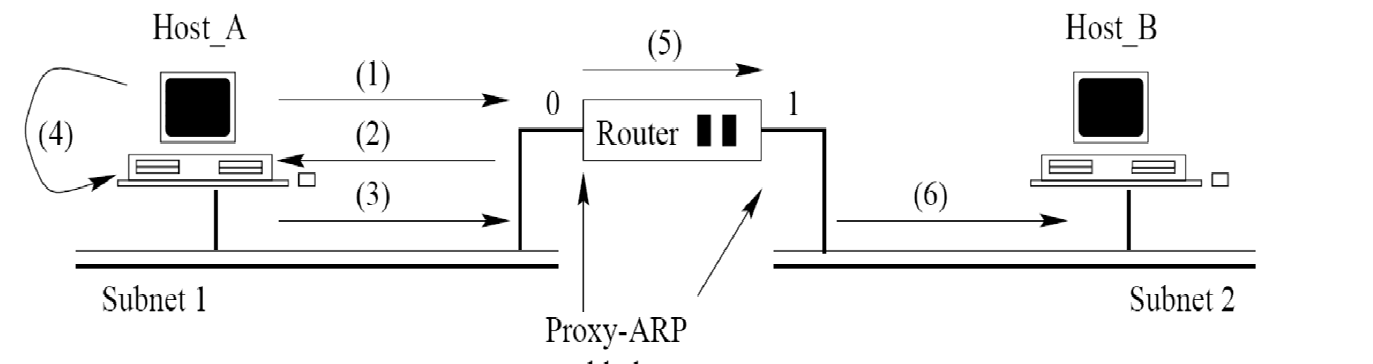 Host_A
Host_B
(5)
(1)
0
1
(4)
Router
(2)
(3)
(6)
Subnet 1
Subnet 2
Proxy-ARP